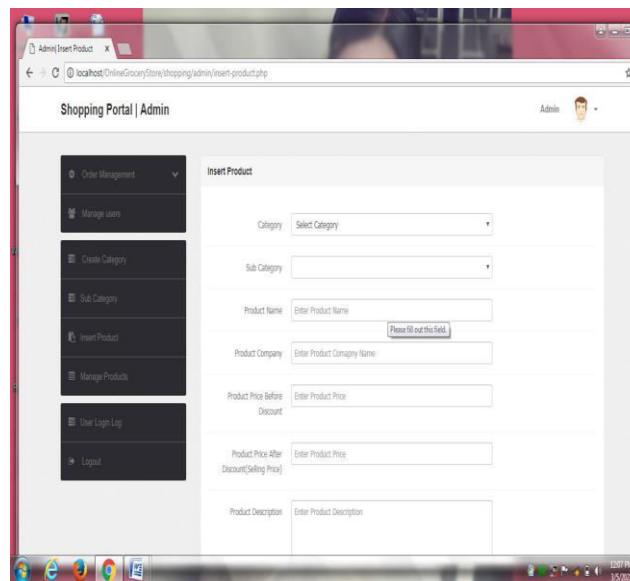 Admin| Insert Product
localhost/OnlineGroceryStore/shopping/admin/insert-product.php
Shopping Portal | Admin
Admin
Order Management
Manage users
Create Category
Sub Category
Insert Product
Manage Products
User Login Log
Logout
Insert Product
Category
Select Category
Sub Category
Product Name
Enter Product Name
Please fill out this field.
Product Company
Enter Product Comapny Name
Product Price Before
Discount
Enter Product Price
Product Price After
Discount(Selling Price)
Enter Product Price
Product Description
Enter Product Description
12:07 PM